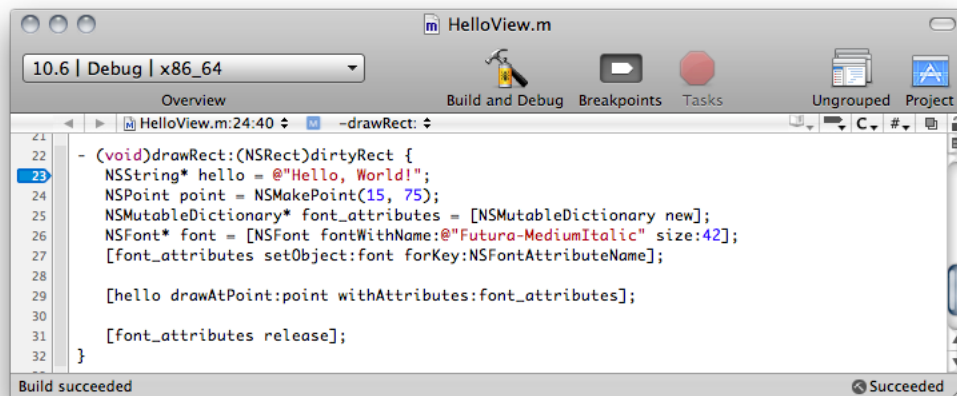 HelloView.m
10.6 | Debug | x86_64
Overview
Build and Debug
Breakpoints
Tasks
Ungrouped
Project
HelloView.m:24:40
M
-drawRect:
C
#
21
22 - (void)drawRect:(NSRect)dirtyRect {
23 NSString* hello = @"Hello, World!";
24 NSPoint point = NSMakePoint(15, 75);
25 NSMutableDictionary* font_attributes = [NSMutableDictionary new];
26 NSFont* font = [NSFont fontWithName:@"Futura-MediumItalic" size:42];
27 [font_attributes setObject:font forKey:NSFontAttributeName];
28
29 [hello drawAtPoint:point withAttributes:font_attributes];
30
31 [font_attributes release];
32 }
Build succeeded
Succeeded